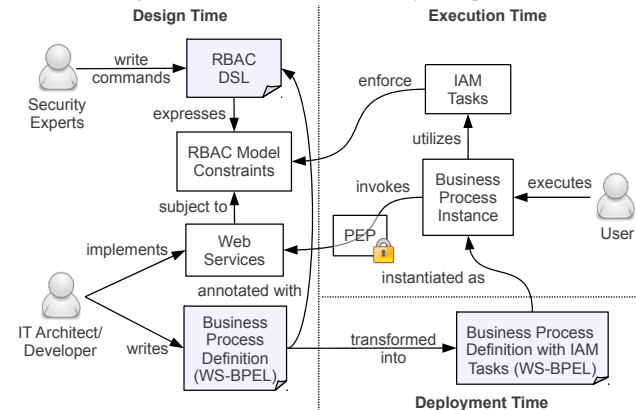 Design Time
Execution Time
write
commands
RBAC
DSL
Security
Experts
expresses
enforce
IAM
Tasks
utilizes
RBAC Model
Constraints
invokes
Business
Process
Instance
executes
User
subject to
PEP
implements
Web
Services
instantiated as
annotated with
IT Architect/
Developer
writes
Business
Process
Definition
(WS-BPEL)
transformed
into
Business Process
Definition with IAM
Tasks (WS-BPEL)
Deployment Time